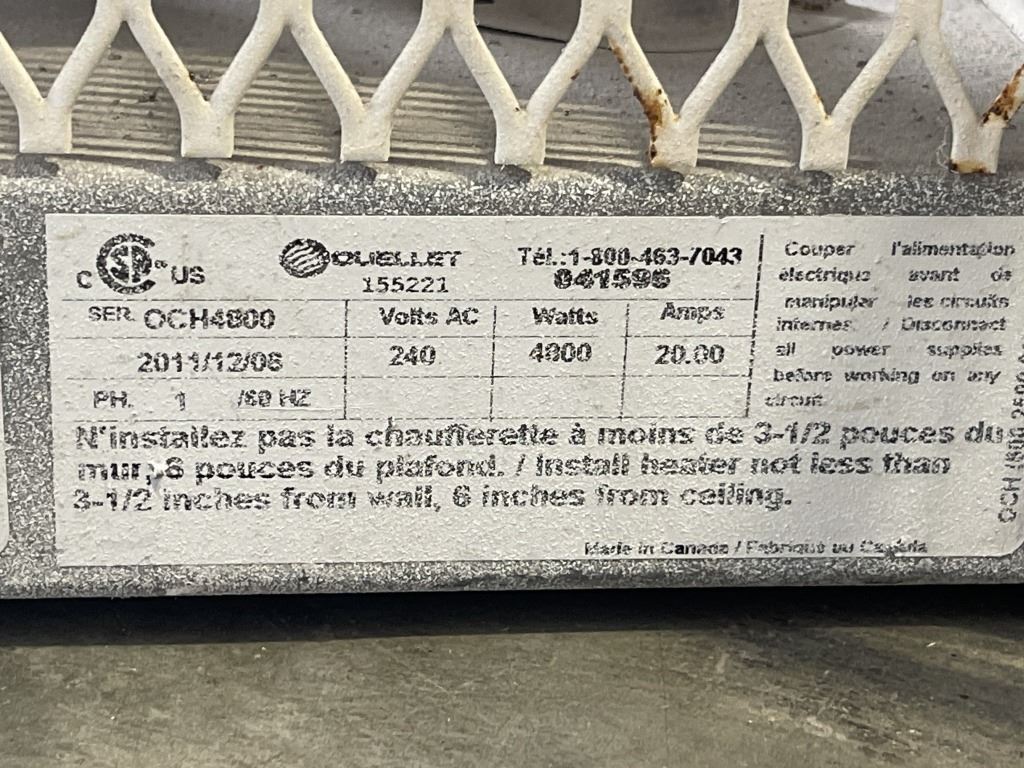 C SP US
OUELLET
155221
Tél.:1-800-463-7043
041596
SER. OCH4800
Volts AC
Watts
Amps
2011/12/06
240
4800
20.00
PH. 1 /60 HZ
Couper l'alimentation
électrique avant de
manipuler les circuits
internes. / Disconnect
all power supplies
before working on any
circuit.
N'installez pas la chaufferette à moins de 3-1/2 pouces du
mur, 6 pouces du plafond. / Install heater not less than
3-1/2 inches from wall, 6 inches from ceiling.
Made in Canada / Fabriqué au Canada
OCH